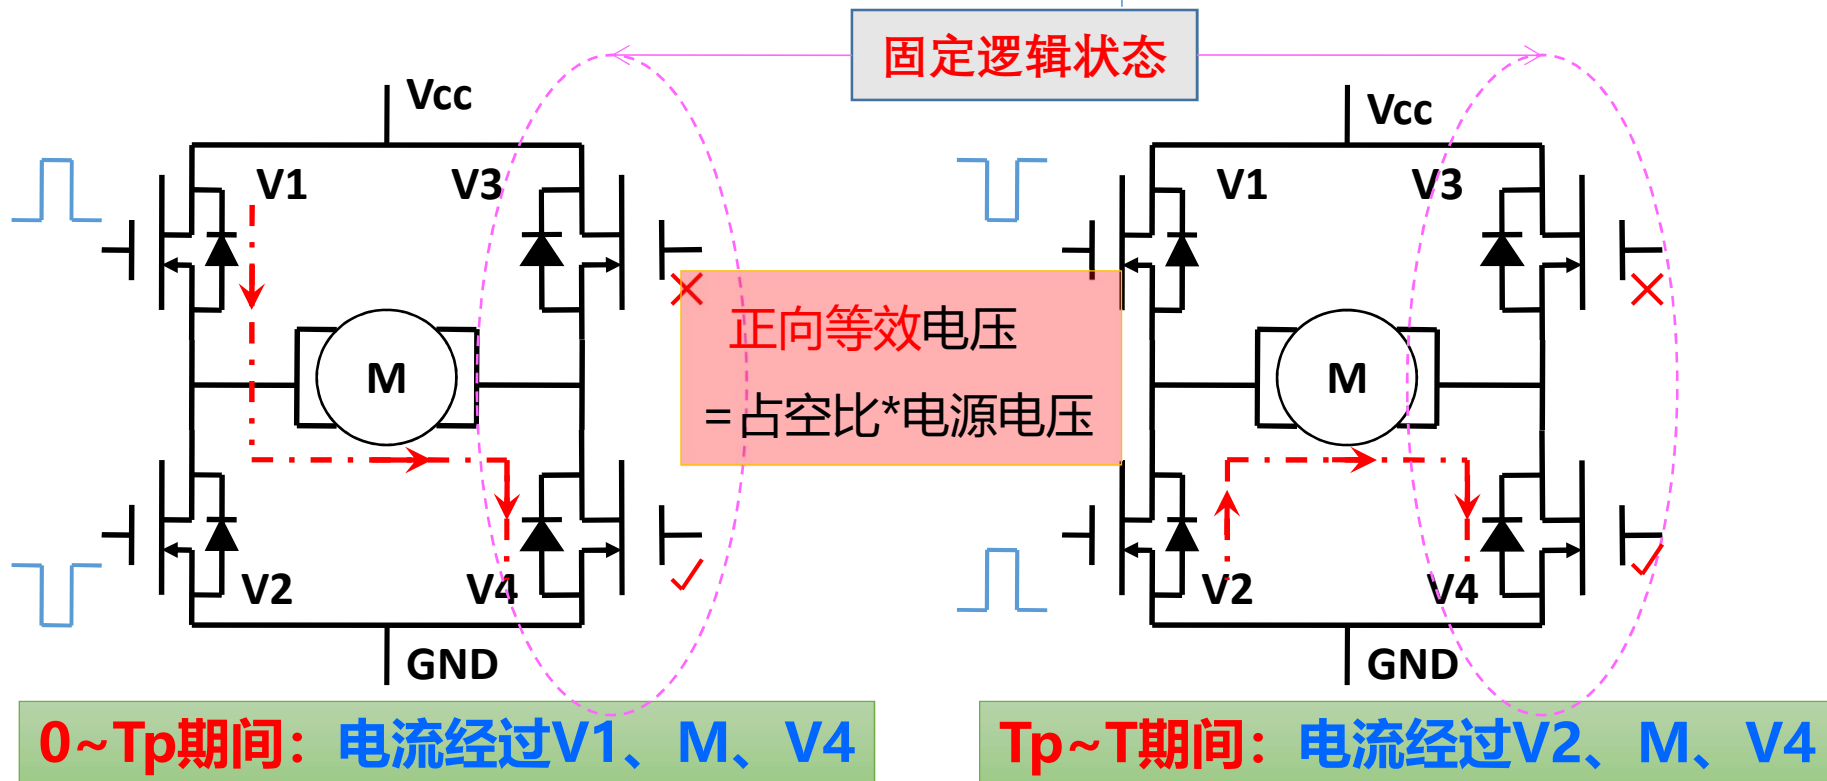 固定逻辑状态
Vcc
V1
V3
M
V2
V4
GND
正向等效电压
=占空比*电源电压
Vcc
V1
V3
M
V2
V4
GND
0~Tp期间：电流经过V1、M、V4
Tp~T期间：电流经过V2、M、V4